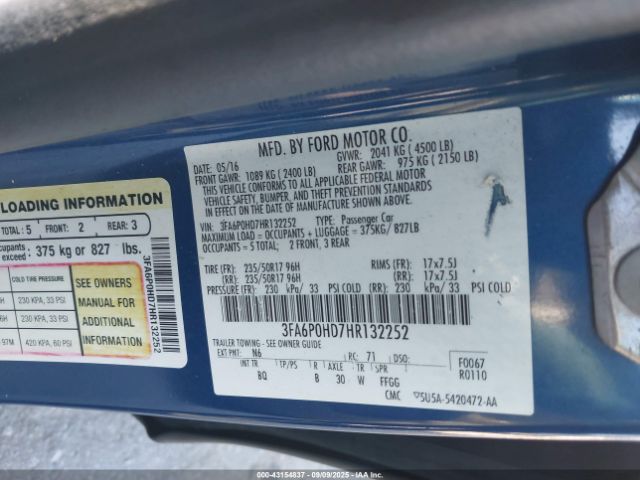 MFD. BY FORD MOTOR CO.
DATE: 05/16 GVWR: 2041 KG ( 4500 LB)
FRONT GAWR: 1089 KG ( 2400 LB) REAR GAWR: 975 KG ( 2150 LB)
THIS VEHICLE CONFORMS TO ALL APPLICABLE FEDERAL MOTOR
VEHICLE SAFETY, BUMPER, AND THEFT PREVENTION STANDARDS
IN EFFECT ON THE DATE OF MANUFACTURE SHOWN ABOVE.
VIN: 3FA6P0HD7HR132252 TYPE: Passenger Car
MAXIMUM LOAD = OCCUPANTS + LUGGAGE = 375KG/ 827LB
OCCUPANTS = 5 TOTAL: 2 FRONT, 3 REAR
TIRE (FR): 235/50R17 96H RIMS (FR): 17x7.5J
(RR): 235/50R17 96H (RR): 17x7.5J
PRESSURE (FR): 230 kPa/ 33 PSI COLD (RR): 230 kPa/ 33 PSI COLD
3FA6P0HD7HR132252
TRAILER TOWING - SEE OWNER GUIDE
EXT PNT: N6 RC: 71 DSO: F0067
R0110
INT TR TP/PS R AXLE TR SPR
BQ B 30 W FFGG
CMC 5U5A-5420472-AA
LOADING INFORMATION
TOTAL: 5 FRONT: 2 REAR: 3
375 kg or 827 lbs.
COLD TIRE PRESSURE
230 KPA, 33 PSI
230 KPA, 33 PSI
97M 420 KPA, 60 PSI
SEE OWNERS
MANUAL FOR
ADDITIONAL
INFORMATION
3FA6P0HD7HR132252
©IAA 000-43154837 - 09/09/2025 - ©IAA